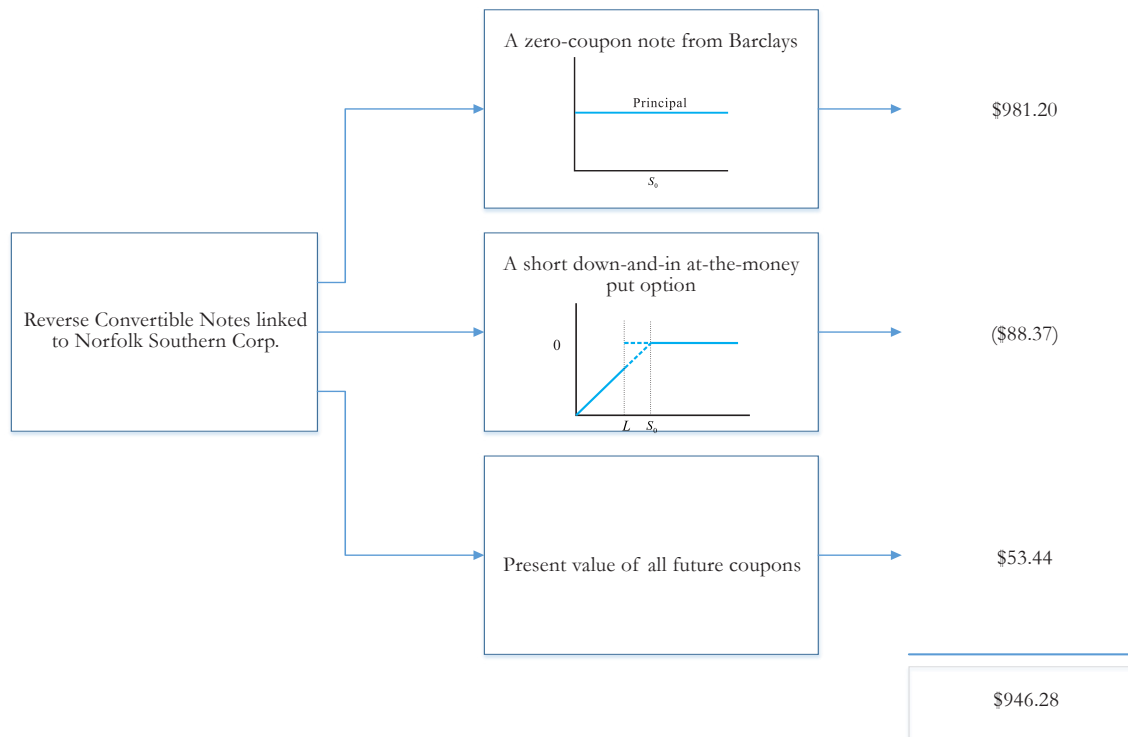 A zero-coupon note from Barclays
Principal
S₀
$981.20
Reverse Convertible Notes linked
to Norfolk Southern Corp.
A short down-and-in at-the-money
put option
0
L S₀
($88.37)
Present value of all future coupons
$53.44
$946.28